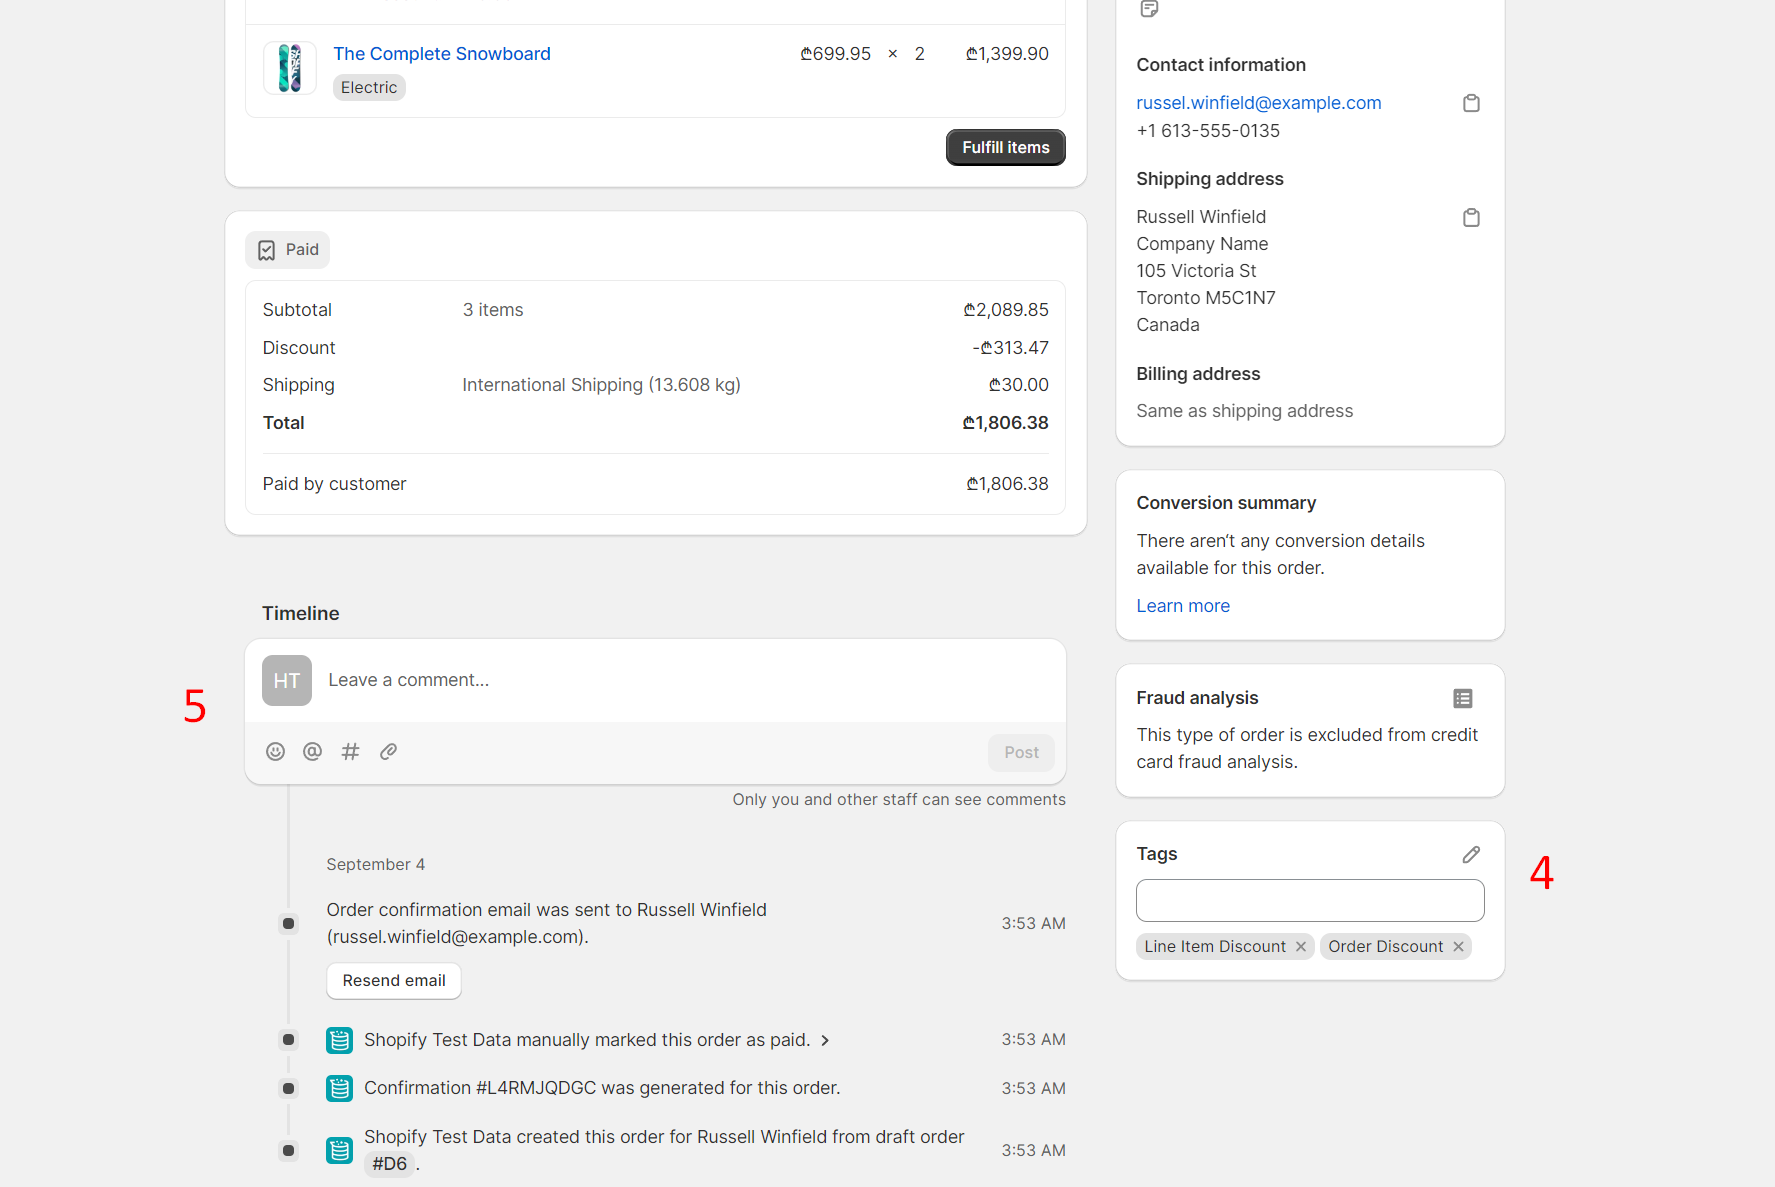 The Complete Snowboard ₾699.95 × 2 ₾1,399.90
Electric
Fulfill items
Paid
Subtotal 3 items ₾2,089.85
Discount -₾313.47
Shipping International Shipping (13.608 kg) ₾30.00
Total ₾1,806.38
Paid by customer ₾1,806.38
Timeline
5
HT Leave a comment...
Post
Only you and other staff can see comments
September 4
Order confirmation email was sent to Russell Winfield
(russel.winfield@example.com). 3:53 AM
Resend email
Shopify Test Data manually marked this order as paid. 3:53 AM
Confirmation #L4RMJQDGC was generated for this order. 3:53 AM
Shopify Test Data created this order for Russell Winfield from draft order
#D6 . 3:53 AM
Contact information
russel.winfield@example.com
+1 613-555-0135
Shipping address
Russell Winfield
Company Name
105 Victoria St
Toronto M5C1N7
Canada
Billing address
Same as shipping address
Conversion summary
There aren't any conversion details
available for this order.
Learn more
Fraud analysis
This type of order is excluded from credit
card fraud analysis.
Tags
4
Line Item Discount Order Discount